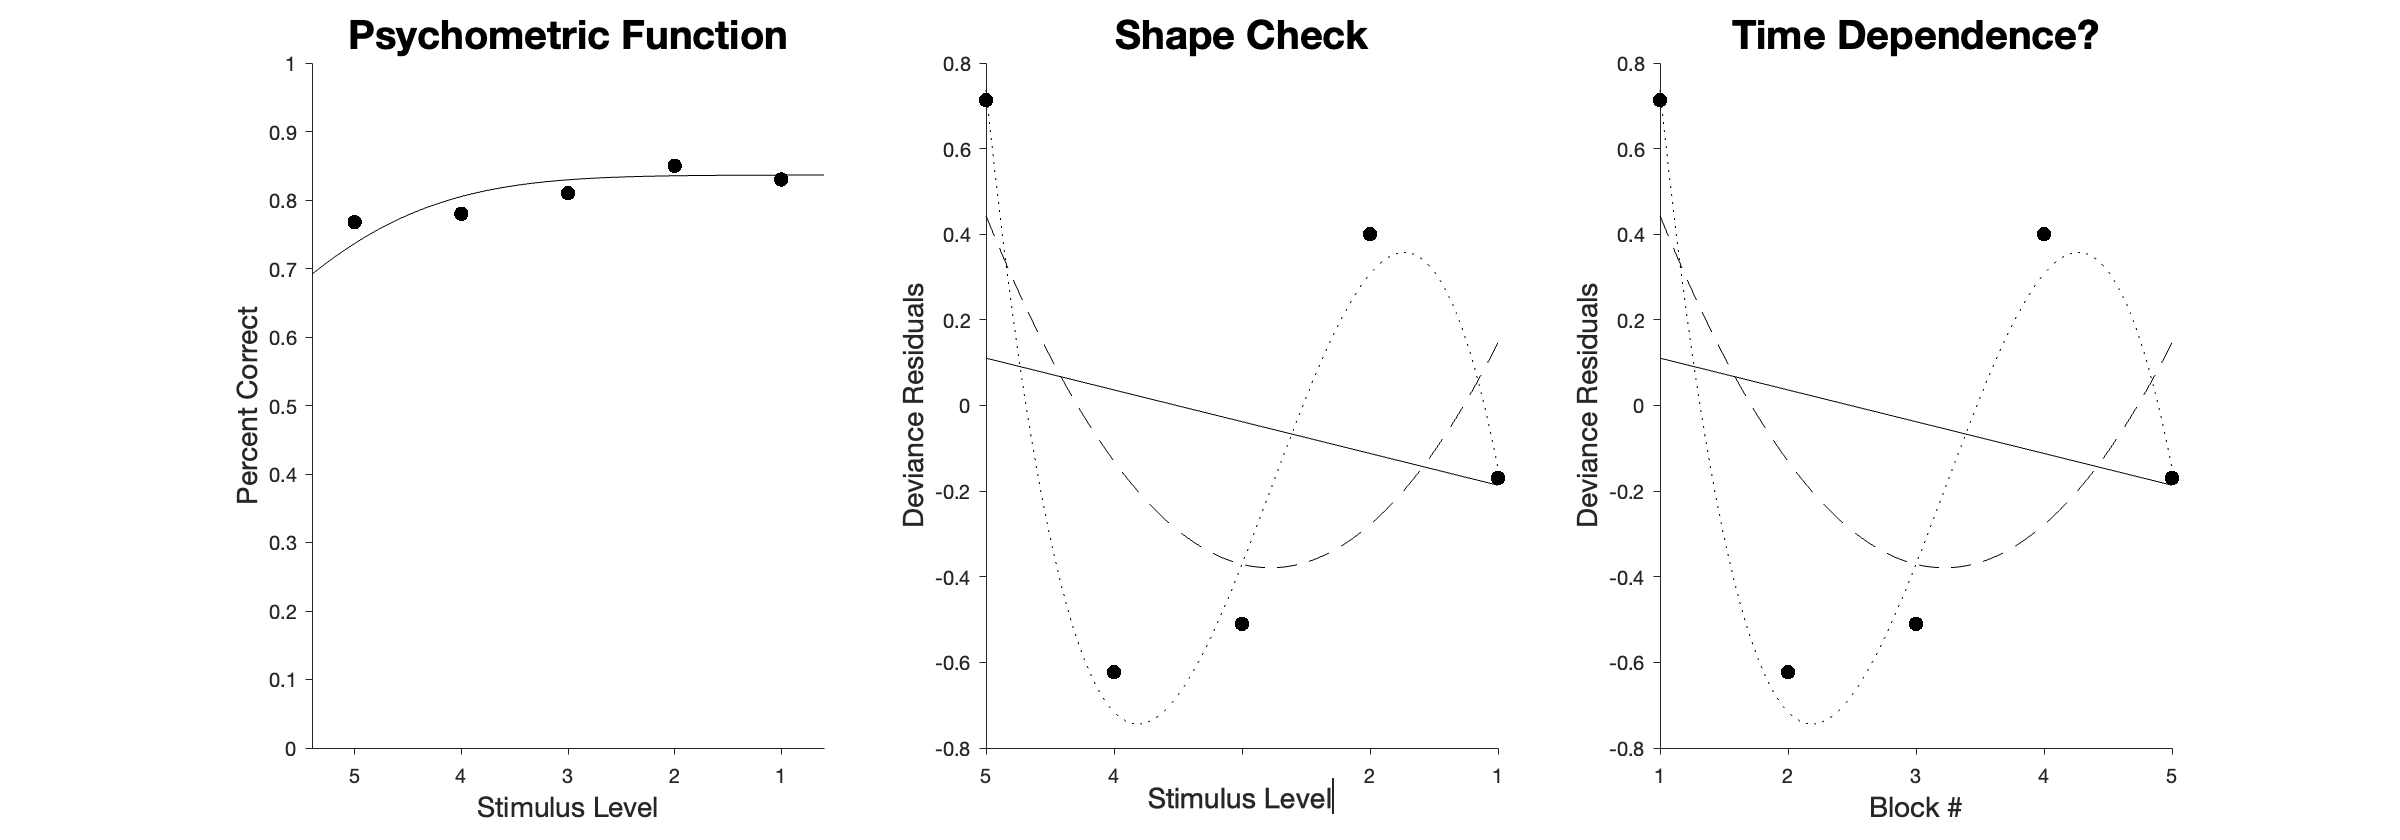 Psychometric Function
1
0.9
0.8
0.7
0.6
0.5
0.4
0.3
0.2
0.1
0
Percent Correct
5 4 3 2 1
Stimulus Level
Shape Check
0.8
0.6
0.4
0.2
0
-0.2
-0.4
-0.6
-0.8
Deviance Residuals
5 4 2 1
Stimulus Level
Time Dependence?
0.8
0.6
0.4
0.2
0
-0.2
-0.4
-0.6
-0.8
Deviance Residuals
1 2 3 4 5
Block #